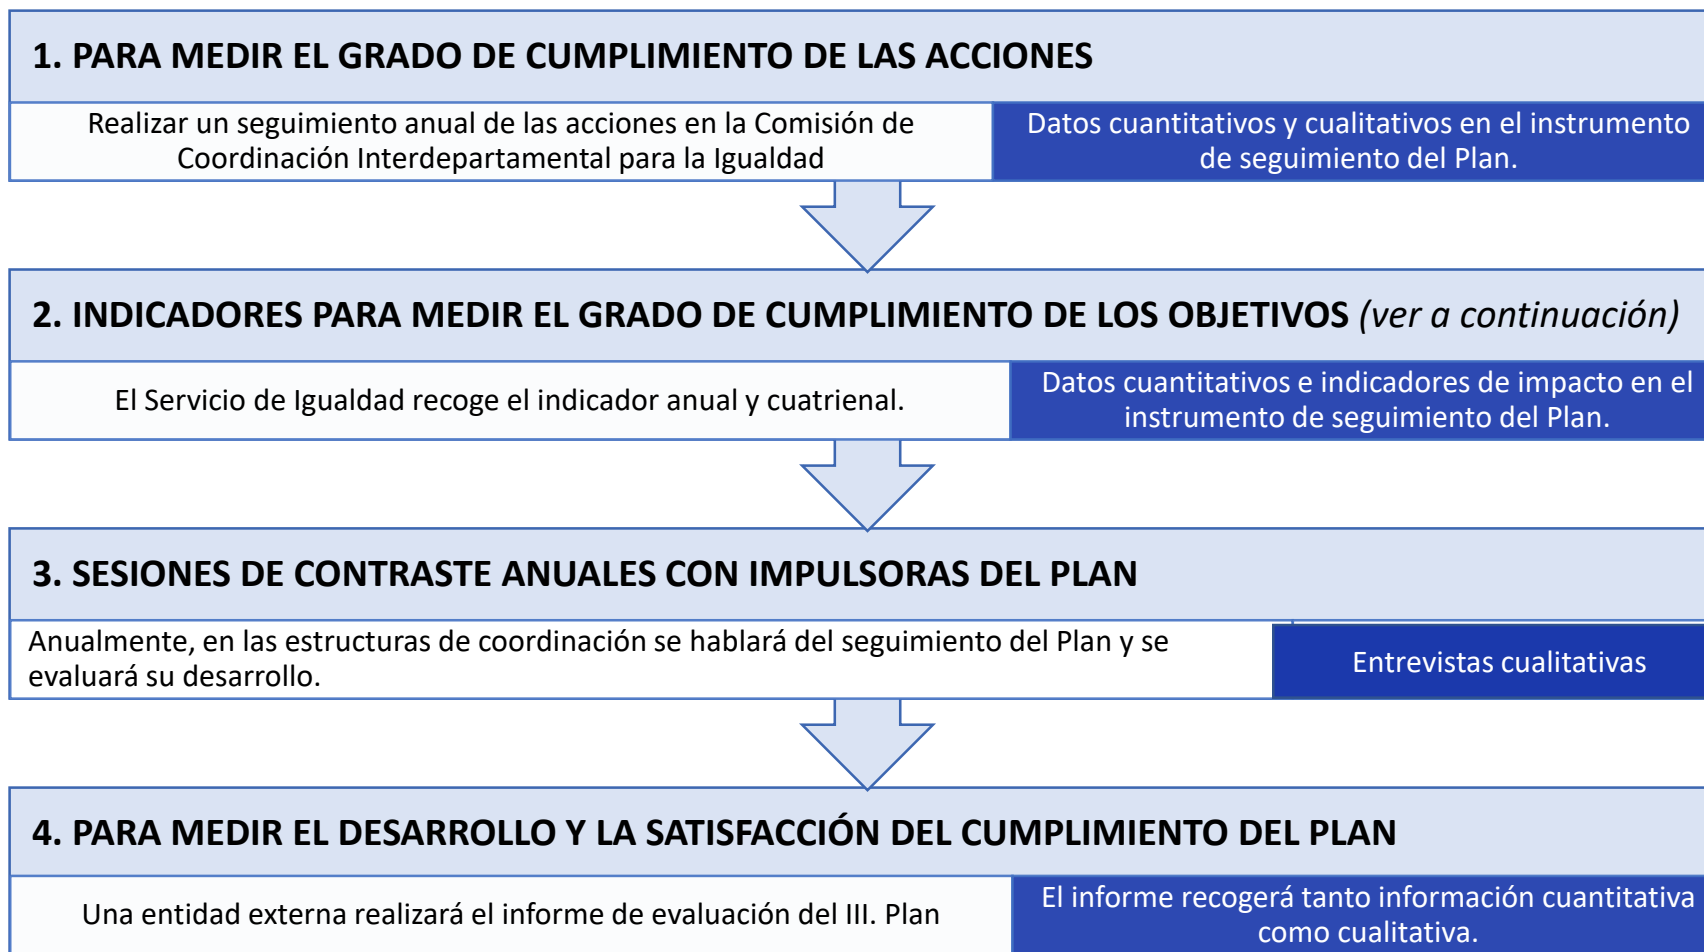 1. PARA MEDIR EL GRADO DE CUMPLIMIENTO DE LAS ACCIONES
Realizar un seguimiento anual de las acciones en la Comisión de
Coordinación Interdepartamental para la Igualdad
Datos cuantitativos y cualitativos en el instrumento
de seguimiento del Plan.
2. INDICADORES PARA MEDIR EL GRADO DE CUMPLIMIENTO DE LOS OBJETIVOS (ver a continuación)
El Servicio de Igualdad recoge el indicador anual y cuatrienal.
Datos cuantitativos e indicadores de impacto en el
instrumento de seguimiento del Plan.
3. SESIONES DE CONTRASTE ANUALES CON IMPULSORAS DEL PLAN
Anualmente, en las estructuras de coordinación se hablará del seguimiento del Plan y se
evaluará su desarrollo.
Entrevistas cualitativas
4. PARA MEDIR EL DESARROLLO Y LA SATISFACCIÓN DEL CUMPLIMIENTO DEL PLAN
Una entidad externa realizará el informe de evaluación del III. Plan
El informe recogerá tanto información cuantitativa
como cualitativa.